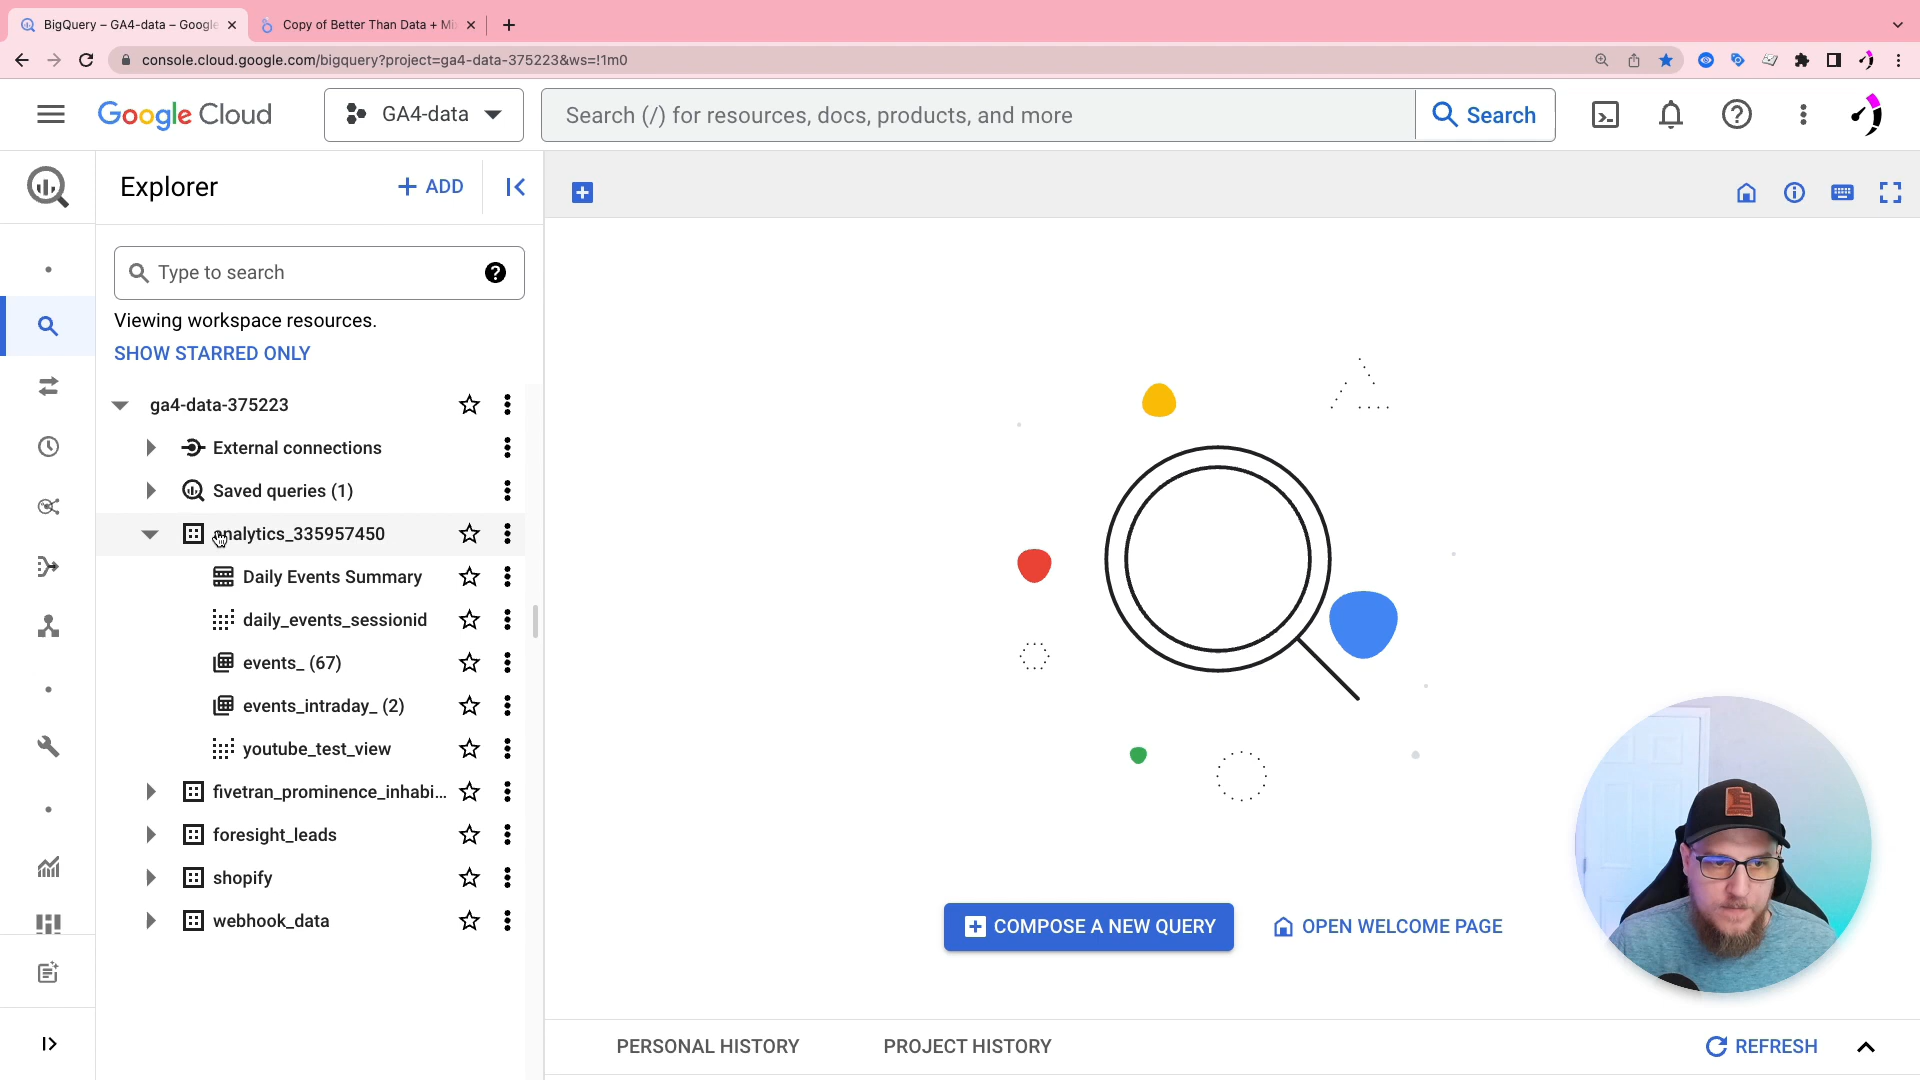 BigQuery – GA4-data – Google
Copy of Better Than Data + Mi
console.cloud.google.com/bigquery?project=ga4-data-375223&ws=!1m0
Google Cloud
GA4-data
Search (/) for resources, docs, products, and more
Search
Explorer
+ ADD
Type to search
Viewing workspace resources.
SHOW STARRED ONLY
ga4-data-375223
External connections
Saved queries (1)
analytics_335957450
Daily Events Summary
daily_events_sessionid
events_ (67)
events_intraday_ (2)
youtube_test_view
fivetran_prominence_inhabi...
foresight_leads
shopify
webhook_data
COMPOSE A NEW QUERY
OPEN WELCOME PAGE
PERSONAL HISTORY
PROJECT HISTORY
REFRESH